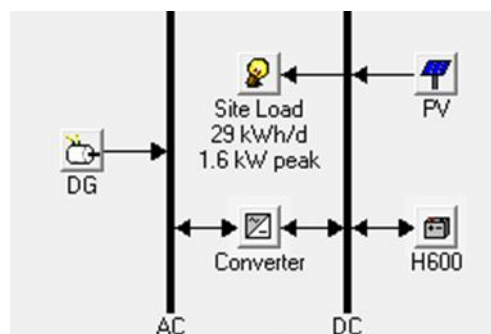 Site Load
29 kWh/d
1.6 kW peak
PV
DG
Converter
H600
AC
DC